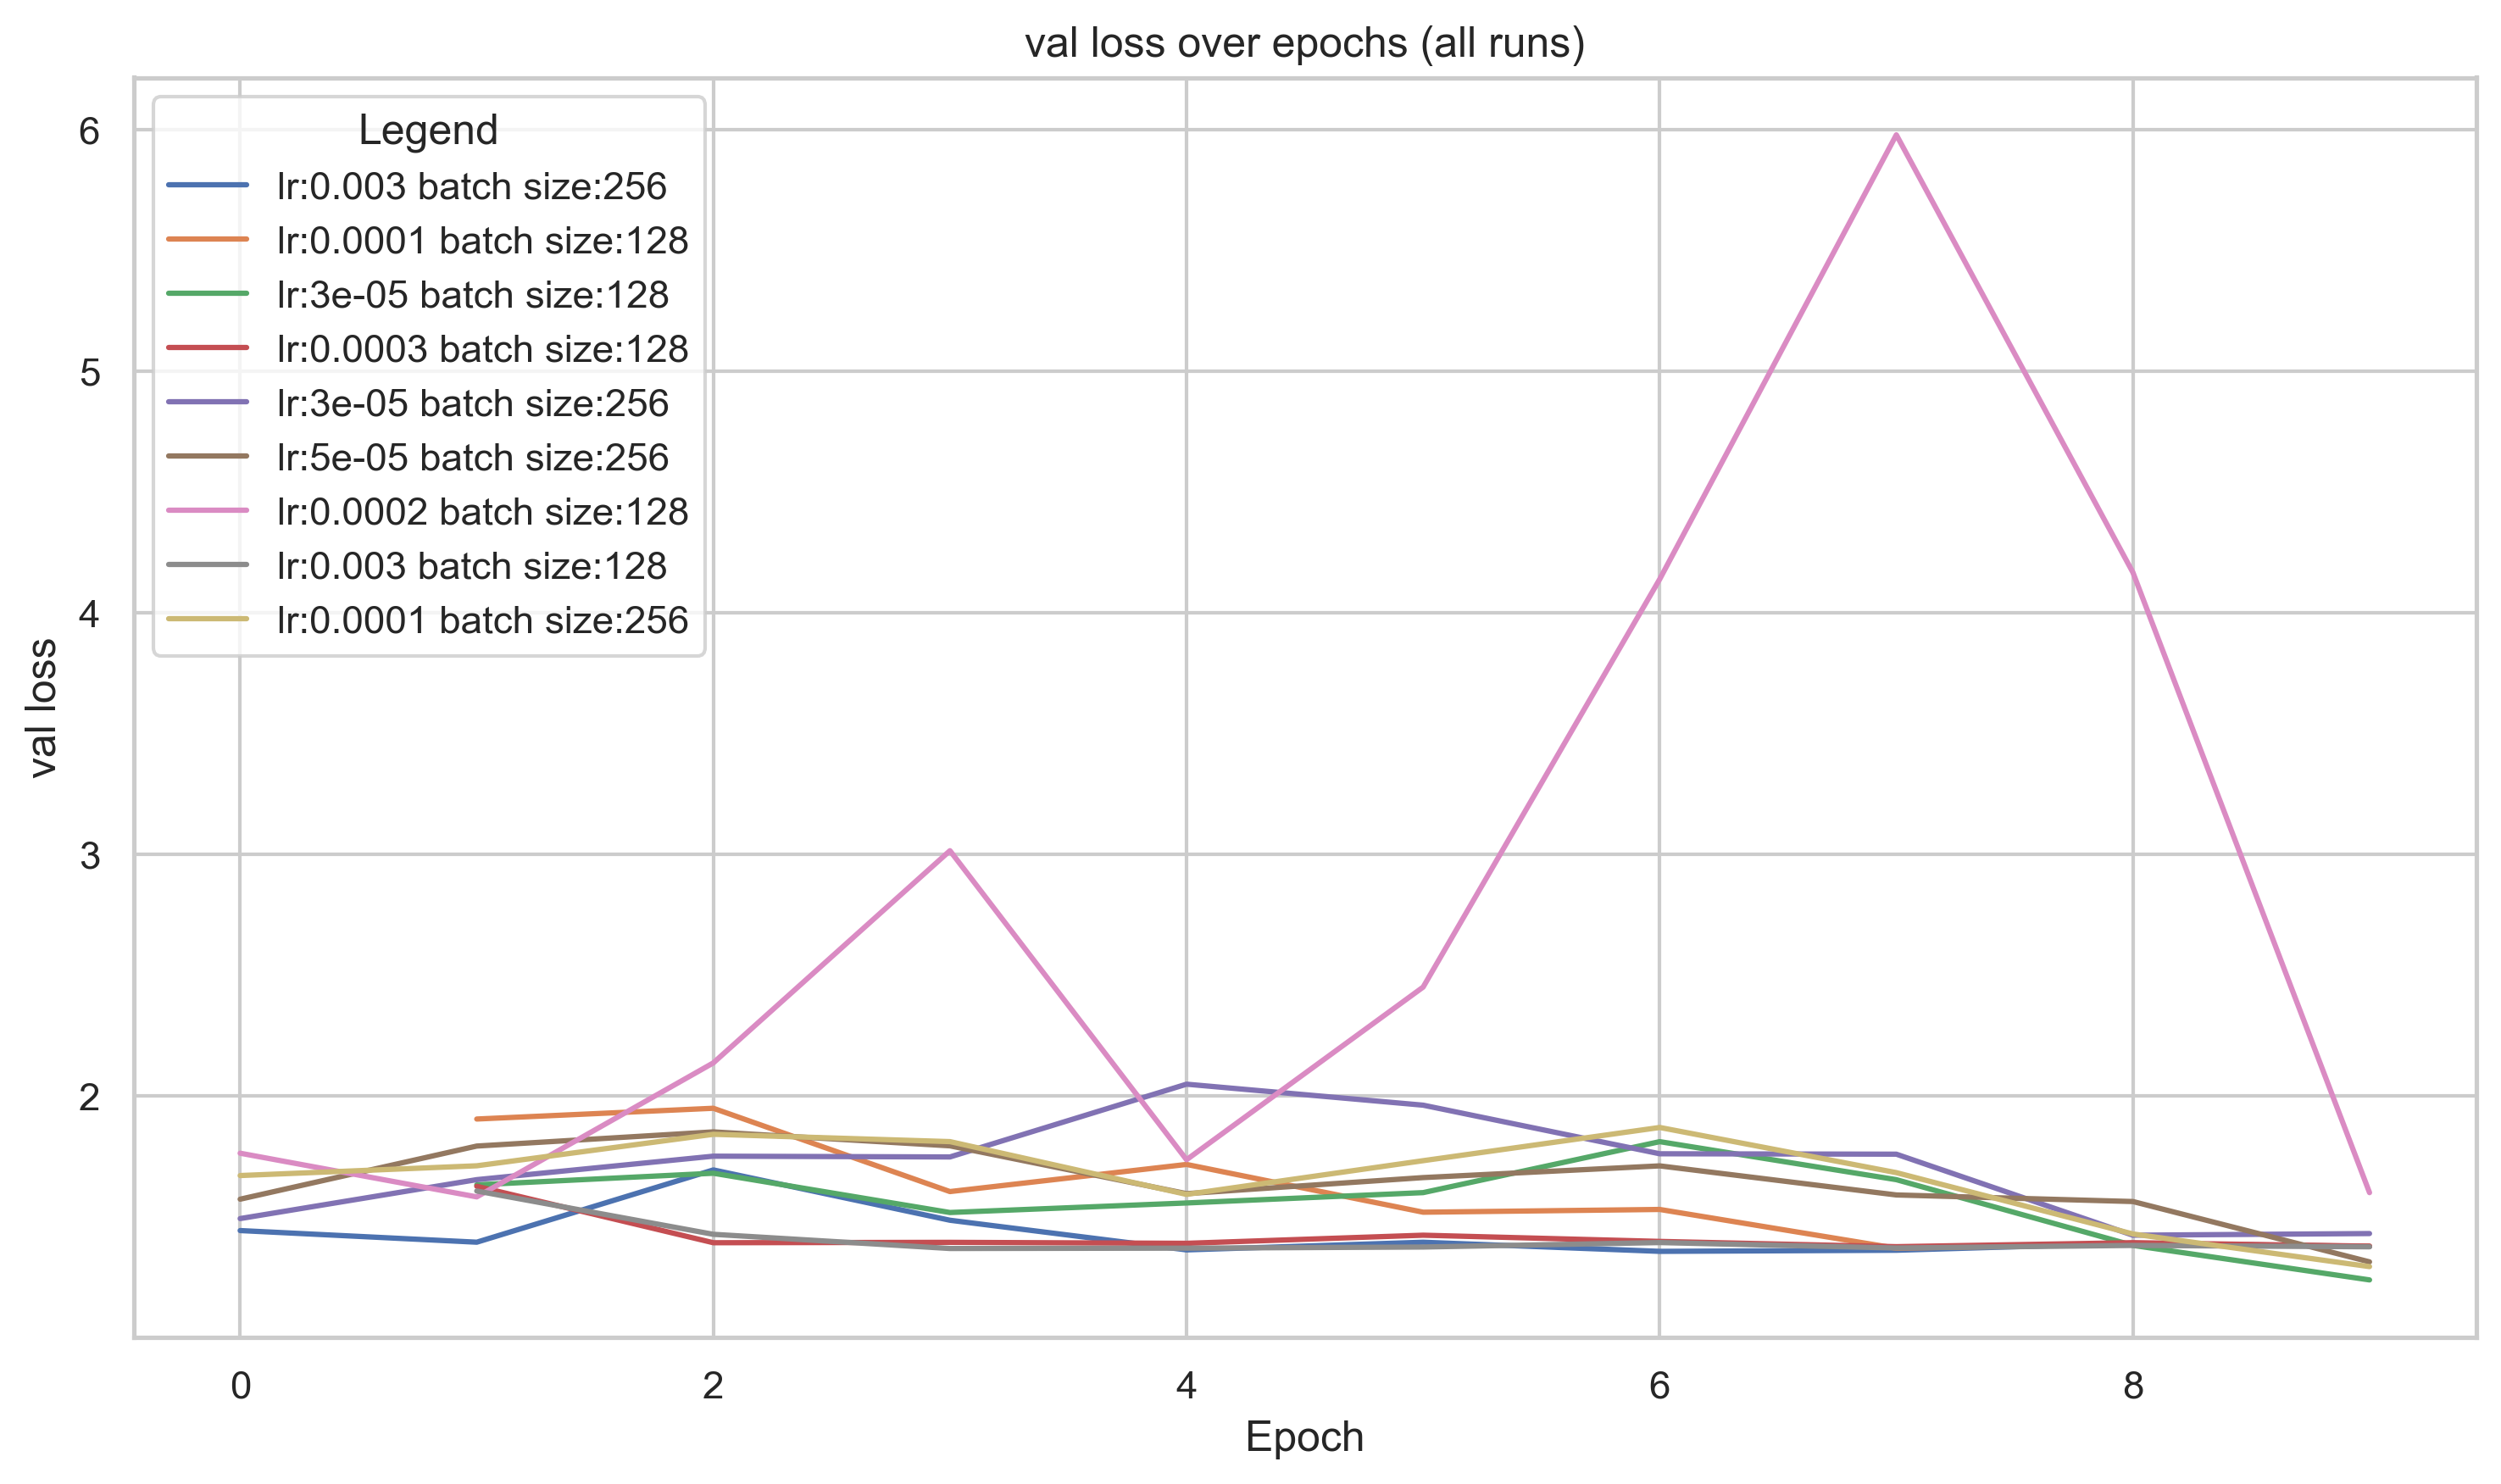 val loss over epochs (all runs)
6
5
4
3
2
val loss
Legend
lr:0.003 batch size:256
lr:0.0001 batch size:128
lr:3e-05 batch size:128
lr:0.0003 batch size:128
lr:3e-05 batch size:256
lr:5e-05 batch size:256
lr:0.0002 batch size:128
lr:0.003 batch size:128
lr:0.0001 batch size:256
0 2 4 6 8
Epoch